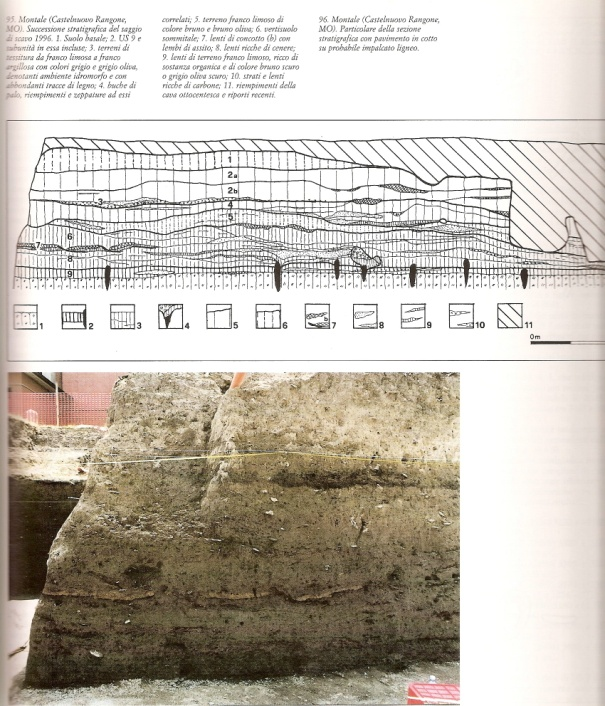 95. Montale (Castelnuovo Rangone,
MO). Successione stratigrafica del saggio
di scavo 1996. 1. Suolo basale; 2. US 9 e
subunità in essa incluse; 3. terreni di
tessitura da franco limosa a franco
argillosa con colori grigio e grigio oliva,
denotanti ambiente idromorfo e con
abbondanti tracce di legno; 4. buche di
palo, riempimenti e zeppature ad essi
correlati; 5. terreno franco limoso di
colore bruno e bruno oliva; 6. vertisuolo
sommitale; 7. lenti di concotto (b) con
lembi di assito; 8. lenti ricche di cenere;
9. lenti di terreno franco limoso, ricco di
sostanza organica e di colore bruno scuro
o grigio oliva scuro; 10. strati e lenti
ricche di carbone; 11. riempimenti della
cava ottocentesca e riporti recenti.
96. Montale (Castelnuovo Rangone,
MO). Particolare della sezione
stratigrafica con pavimento in cotto
su probabile impalcato ligneo.
1
2a
2b
3
4
5
6
7
8
9
1
2
3
4
5
6
b
7
8
9
10
11
0m